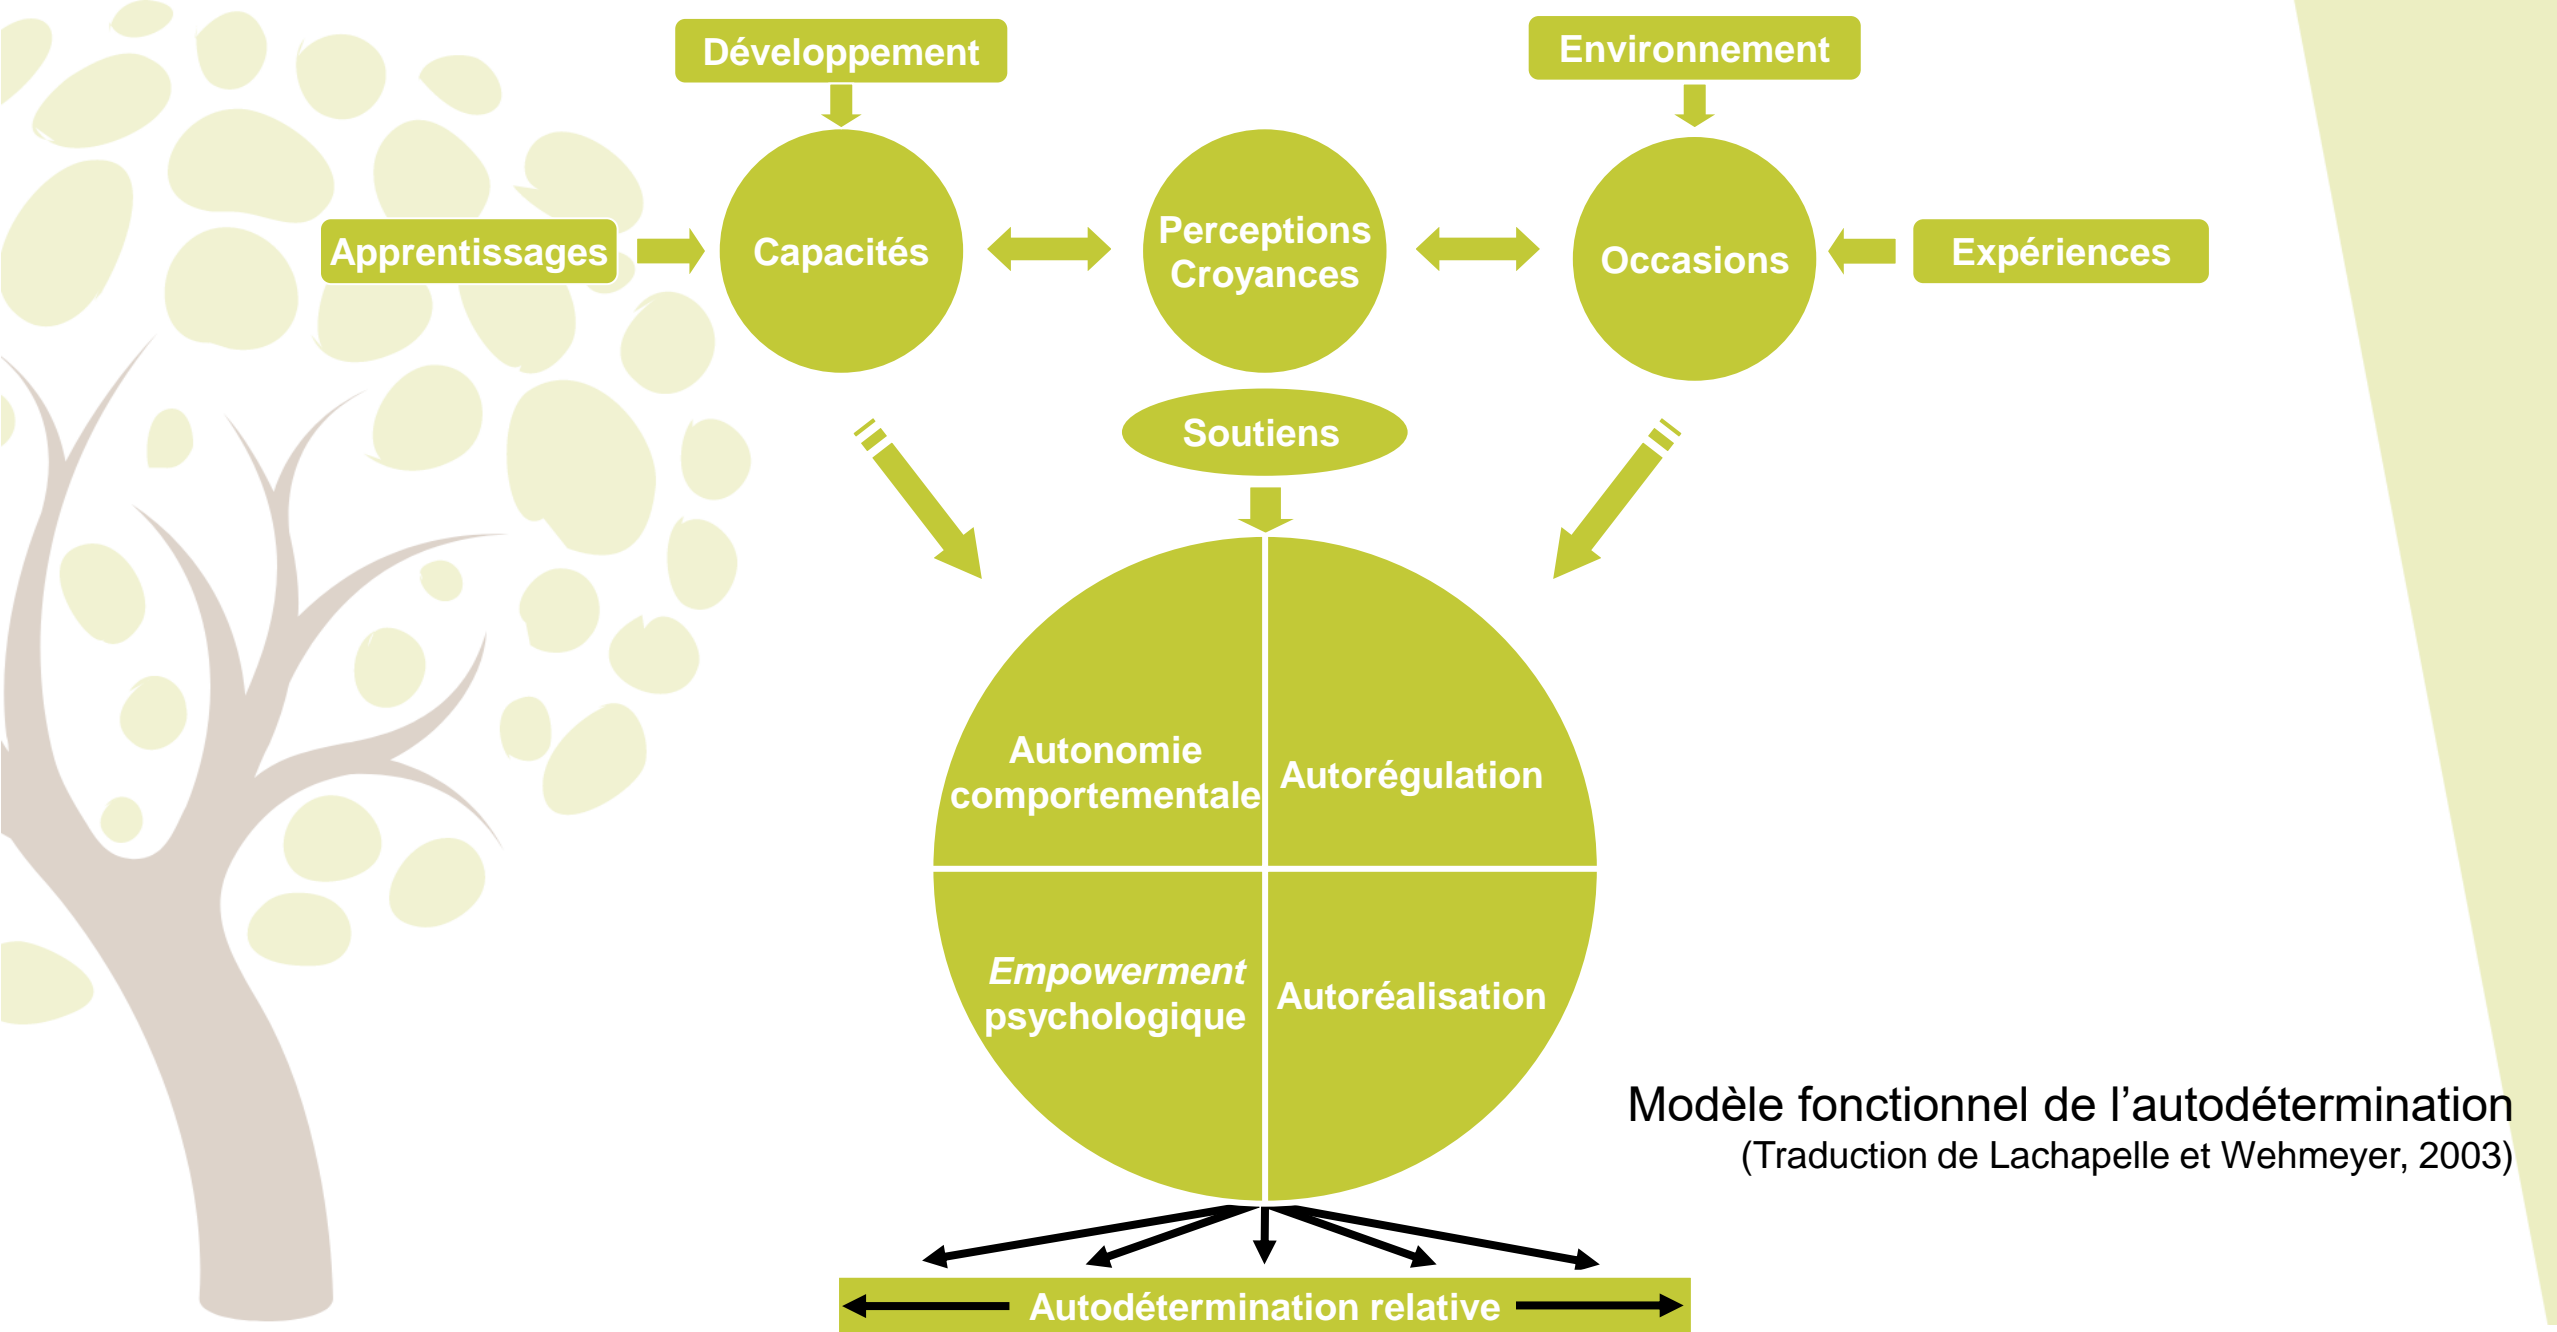 Développement
Environnement
Apprentissages
Capacités
Perceptions
Croyances
Occasions
Expériences
Soutiens
Autonomie
comportementale
Autorégulation
Empowerment
psychologique
Autoréalisation
Modèle fonctionnel de l’autodétermination
(Traduction de Lachapelle et Wehmeyer, 2003)
Autodétermination relative